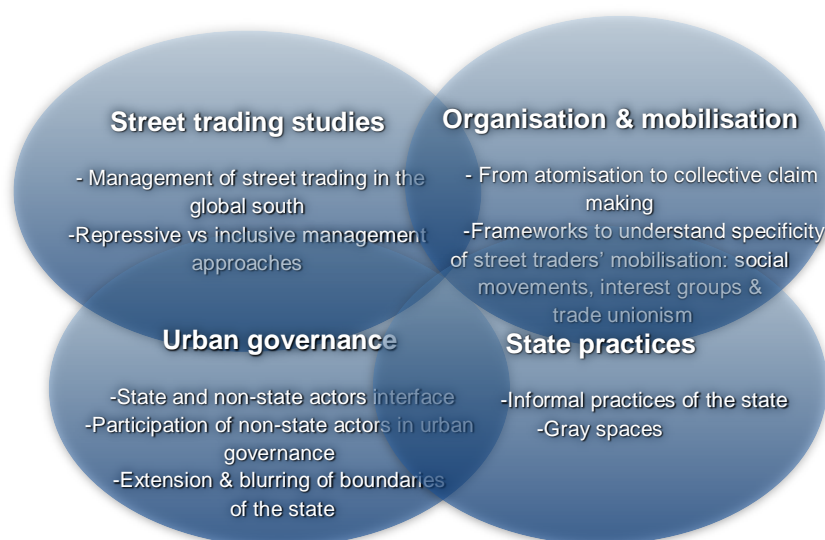 Street trading studies
- Management of street trading in the
global south
-Repressive vs inclusive management
approaches
Organisation & mobilisation
- From atomisation to collective claim
making
-Frameworks to understand specificity
of street traders’ mobilisation: social
movements, interest groups &
trade unionism
Urban governance
-State and non-state actors interface
-Participation of non-state actors in urban
governance
-Extension & blurring of boundaries
of the state
State practices
-Informal practices of the state
-Gray spaces